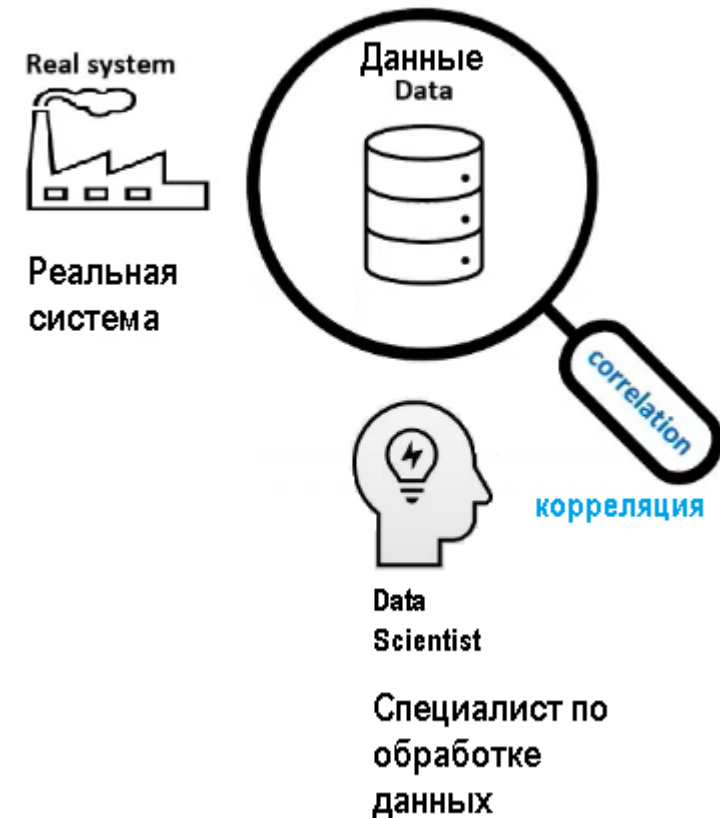 Real system
Реальная
система
Данные
Data
correlation
корреляция
Data
Scientist
Специалист по
обработке
данных